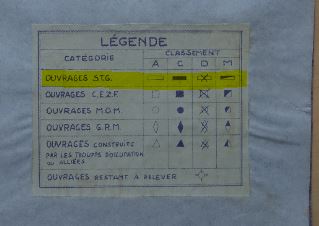 LÉGENDE
CATÉGORIE CLASSEMENT
A C D M
OUVRAGES S.T.G.
OUVRAGES C.E.Z.F.
OUVRAGES M.O.M.
OUVRAGES G.R.M.
OUVRAGES CONSTRUITS
PAR LES TROUPES D'OCCUPATION
OU ALLIÉES
OUVRAGES RESTANT A RELEVER